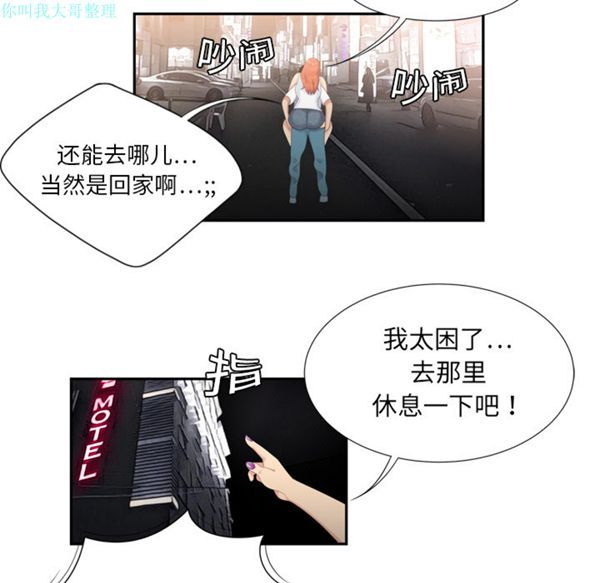 你叫我大哥整理
吵闹
吵闹
还能去哪儿...
当然是回家啊...;;
我太困了...
去那里
休息一下吧！
指
MOTEL